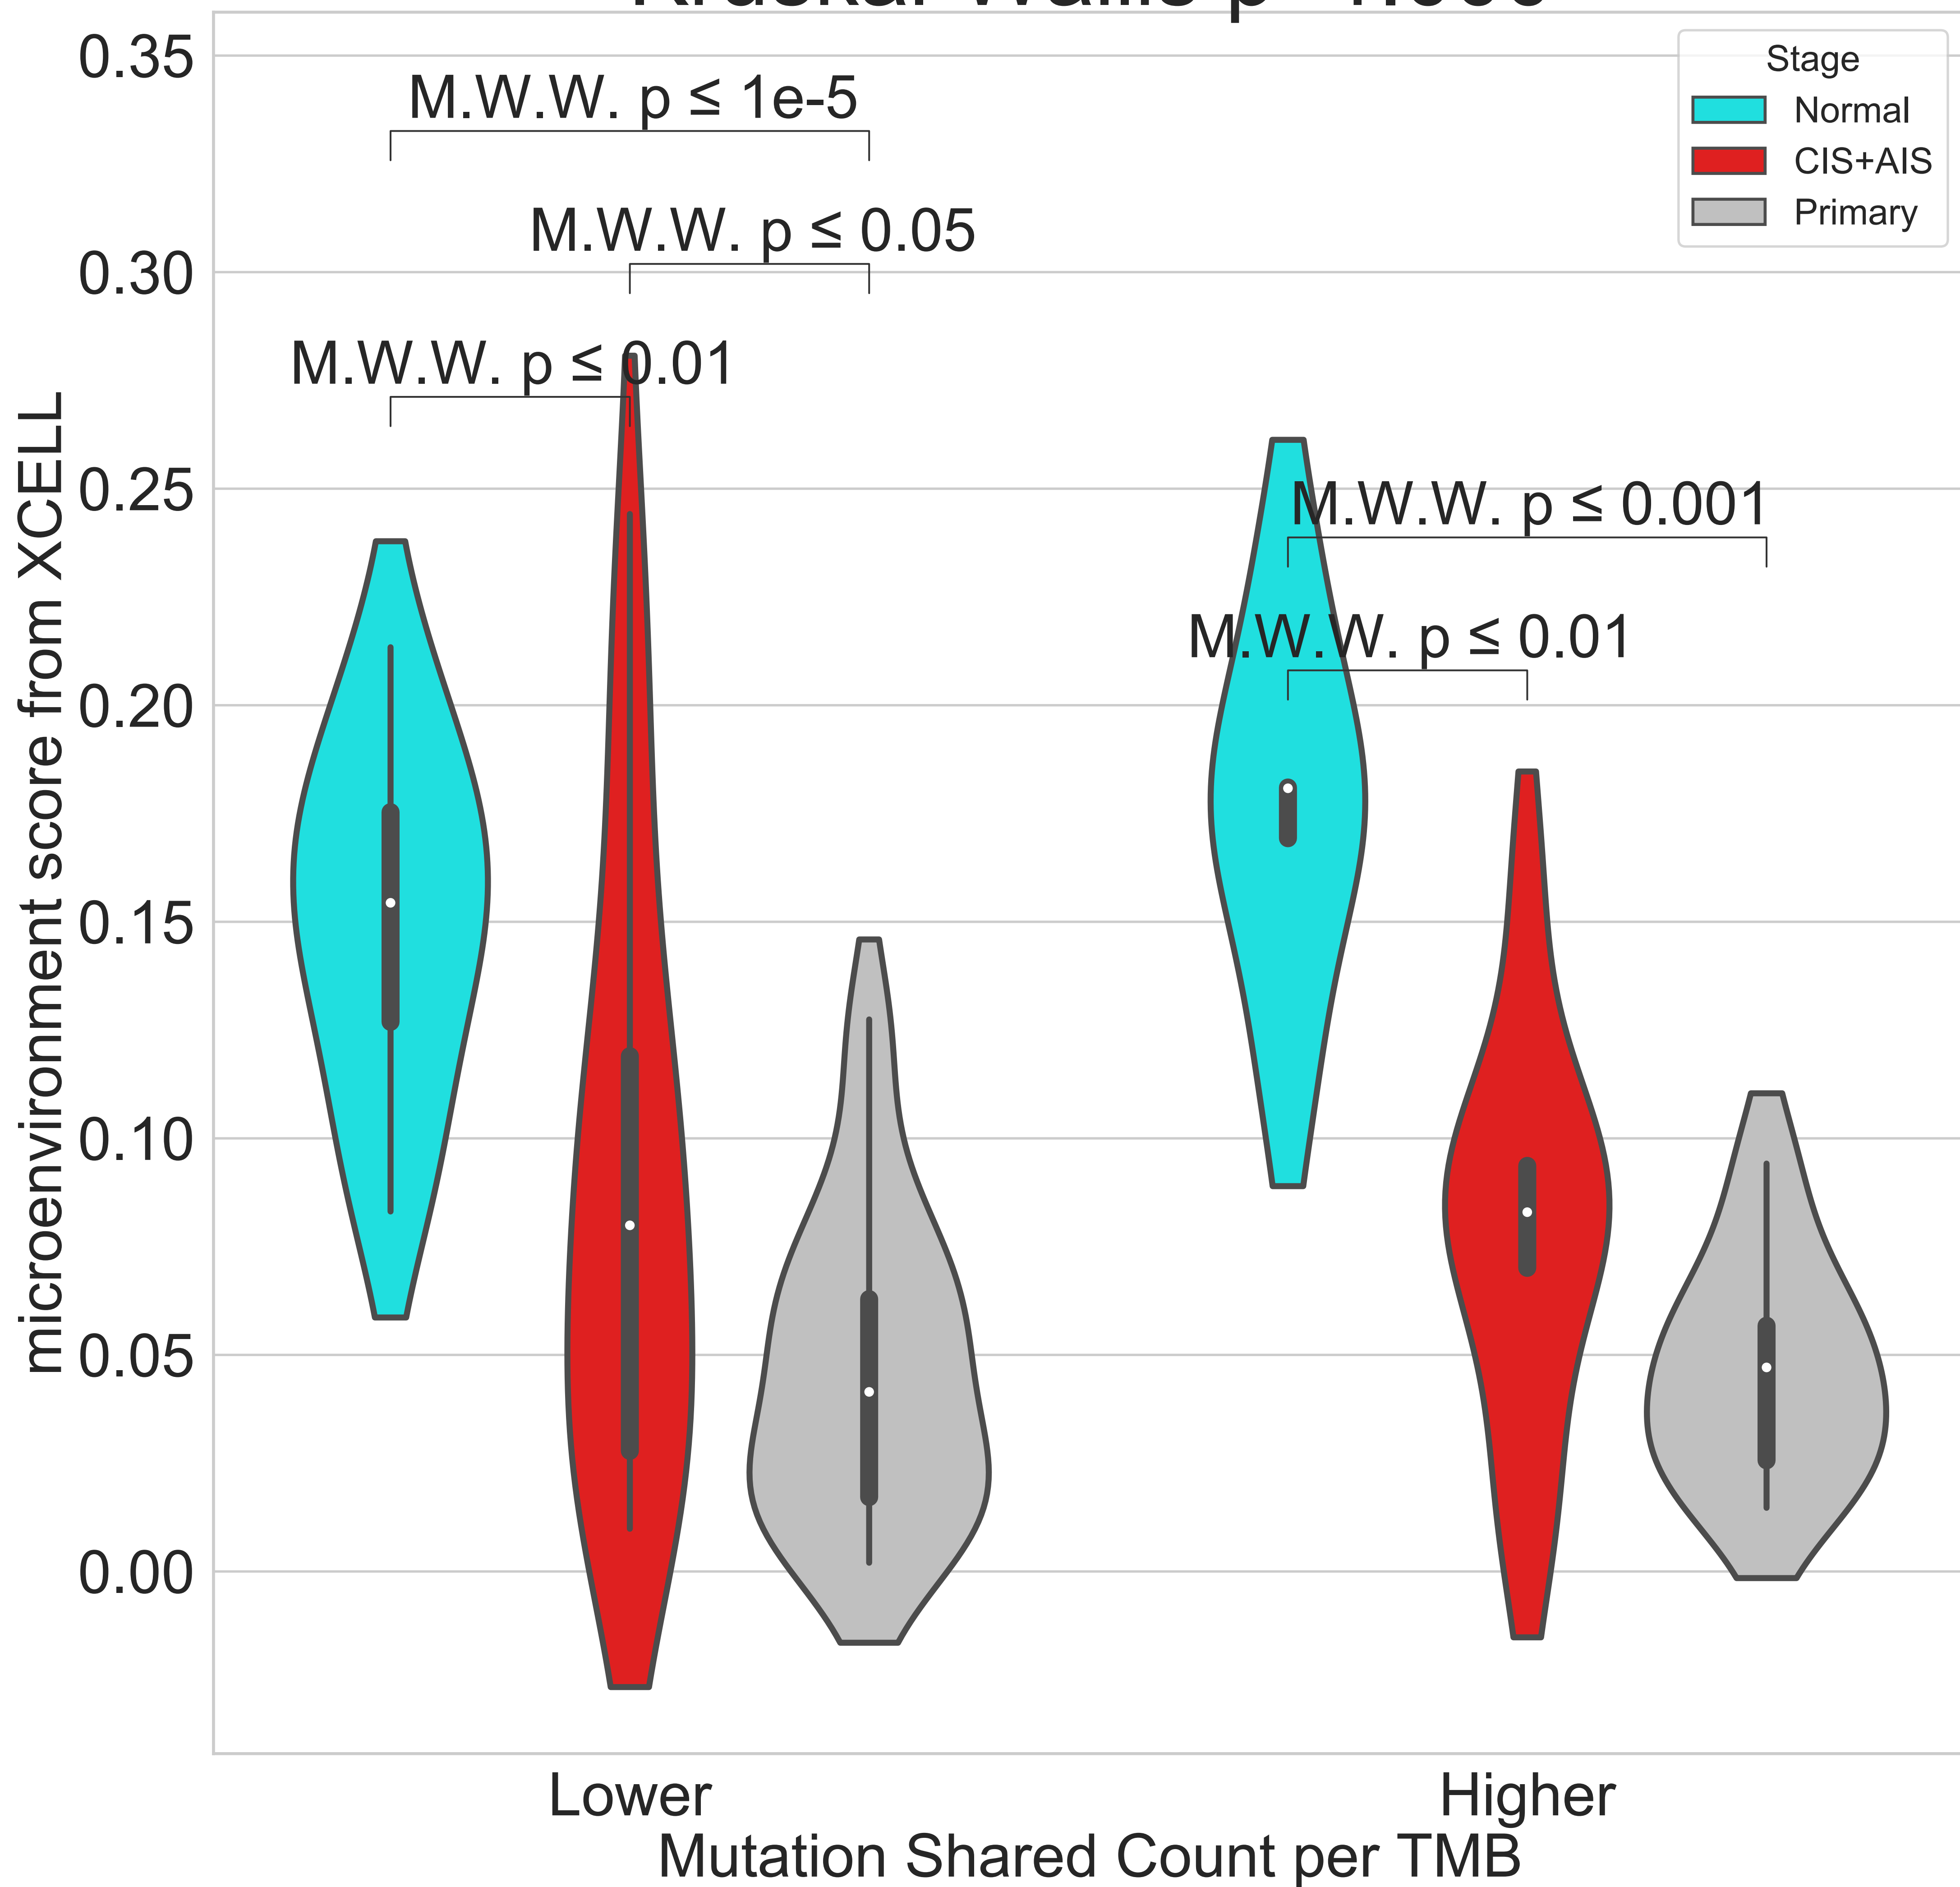 0.35
0.30
0.25
0.20
0.15
0.10
0.05
0.00
microenvironment score from XCELL
M.W.W. p ≤ 1e-5
M.W.W. p ≤ 0.05
M.W.W. p ≤ 0.01
M.W.W. p ≤ 0.001
M.W.W. p ≤ 0.01
Stage
Normal
CIS+AIS
Primary
Lower
Higher
Mutation Shared Count per TMB